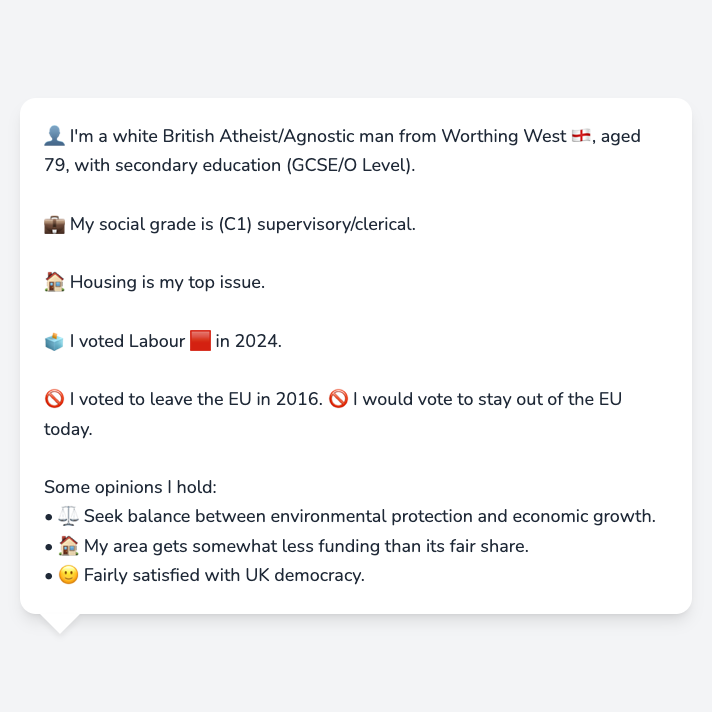 👤 I'm a white British Atheist/Agnostic man from Worthing West 🏴󠁧󠁢󠁥󠁮󠁧󠁿, aged
79, with secondary education (GCSE/O Level).
💼 My social grade is (C1) supervisory/clerical.
🏠 Housing is my top issue.
🗳️ I voted Labour 🟥 in 2024.
🚫 I voted to leave the EU in 2016. 🚫 I would vote to stay out of the EU
today.
Some opinions I hold:
• ⚖️ Seek balance between environmental protection and economic growth.
• 🏠 My area gets somewhat less funding than its fair share.
• 🙂 Fairly satisfied with UK democracy.